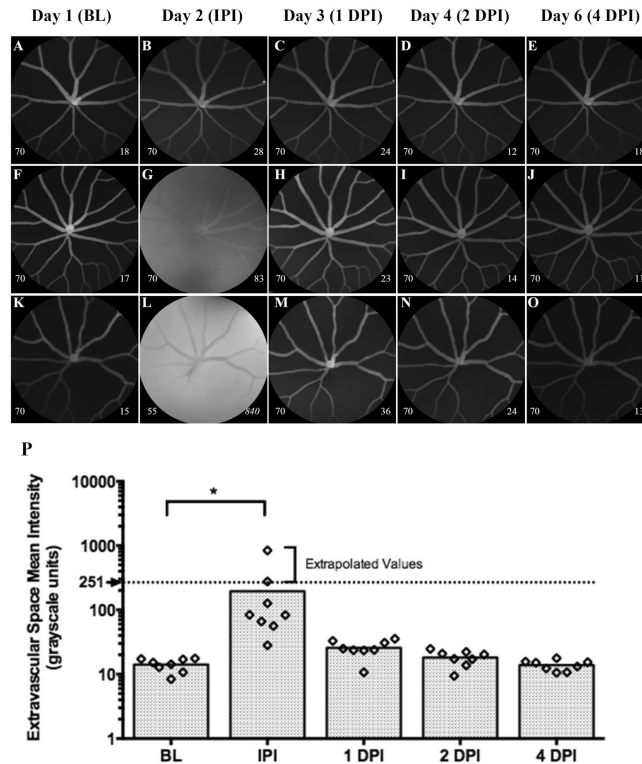 Day 1 (BL) Day 2 (IPI) Day 3 (1 DPI) Day 4 (2 DPI) Day 6 (4 DPI)
A B C D E
70 18 70 28 70 24 70 12 70 18
F G H I J
70 17 70 83 70 23 70 14 70 11
K L M N O
70 15 55 840 70 36 70 24 70 13
P
Extravascular Space Mean Intensity
(grayscale units)
10000
1000
251
100
10
1
*
Extrapolated Values
BL IPI 1 DPI 2 DPI 4 DPI